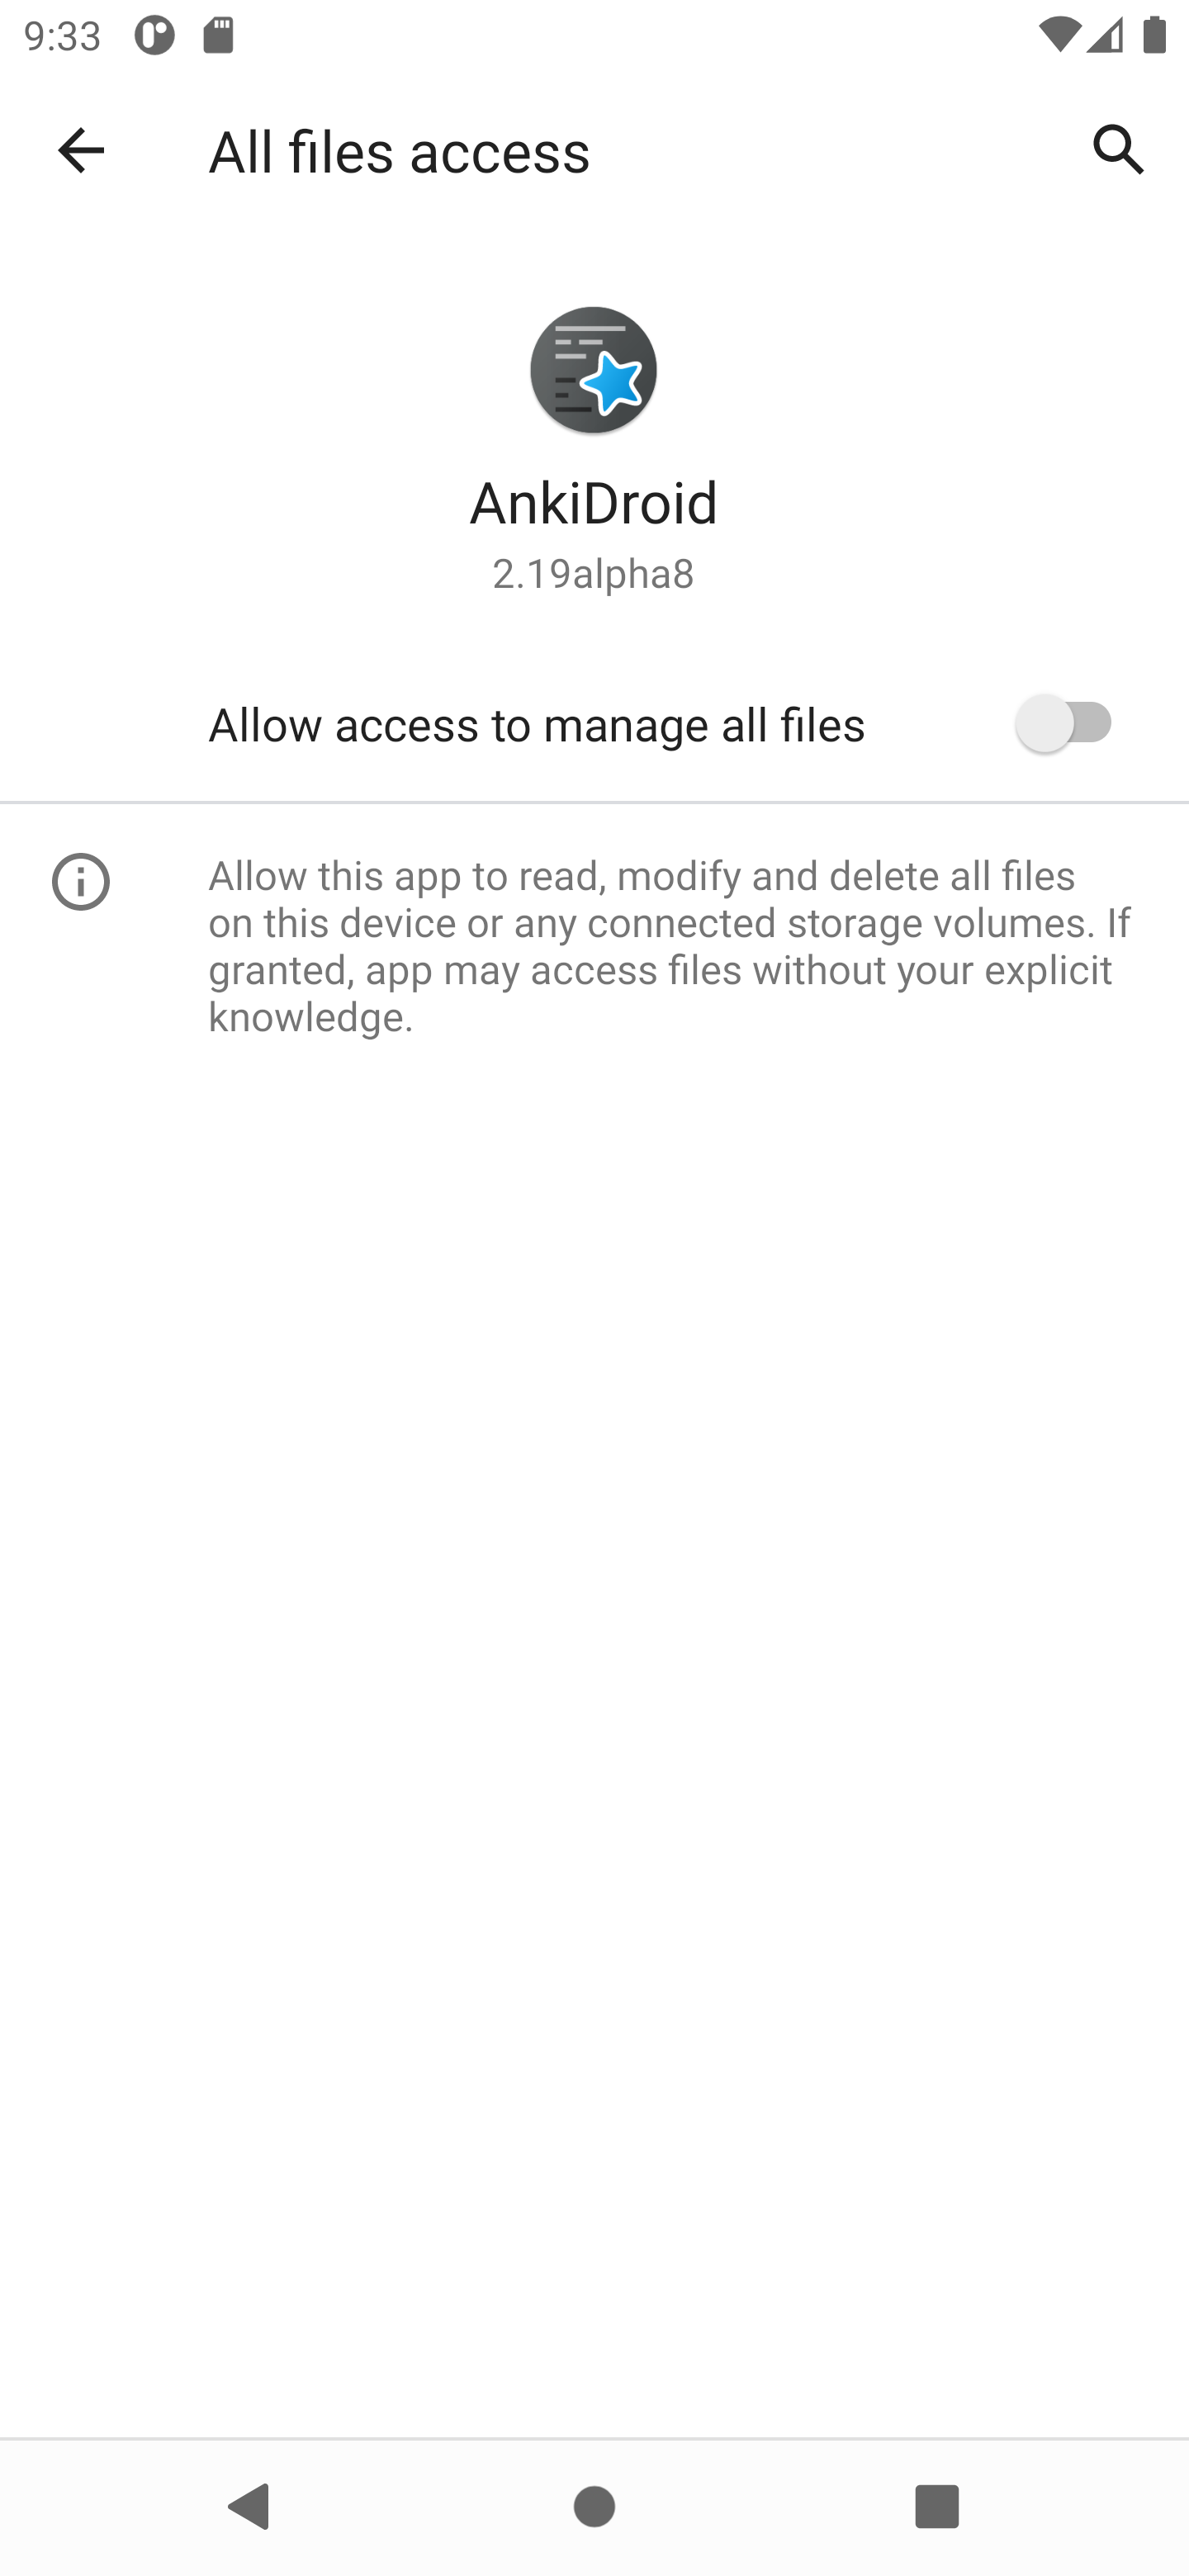 9:33
All files access
AnkiDroid
2.19alpha8
Allow access to manage all files
Allow this app to read, modify and delete all files
on this device or any connected storage volumes. If
granted, app may access files without your explicit
knowledge.